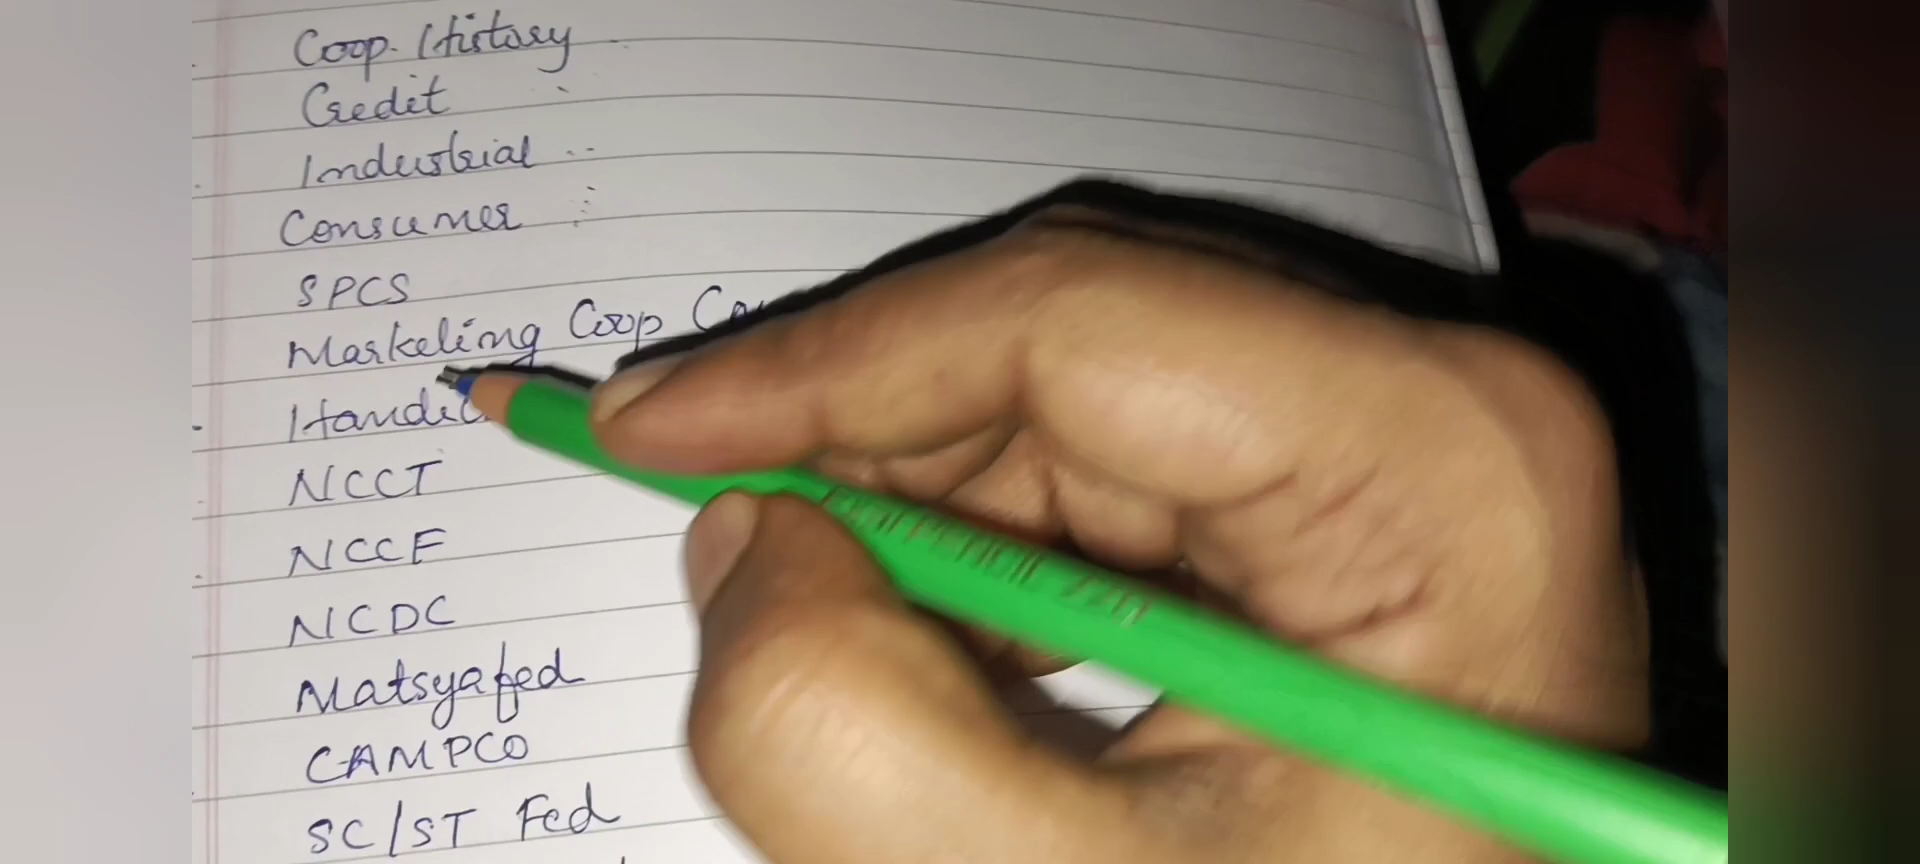 Coop. History
Credit
Industrial
Consumer
SPCS
Marketing Coop
NCCT
NCCF
NCDC
Matsyafed
CAMPCO
SC/ST Fed